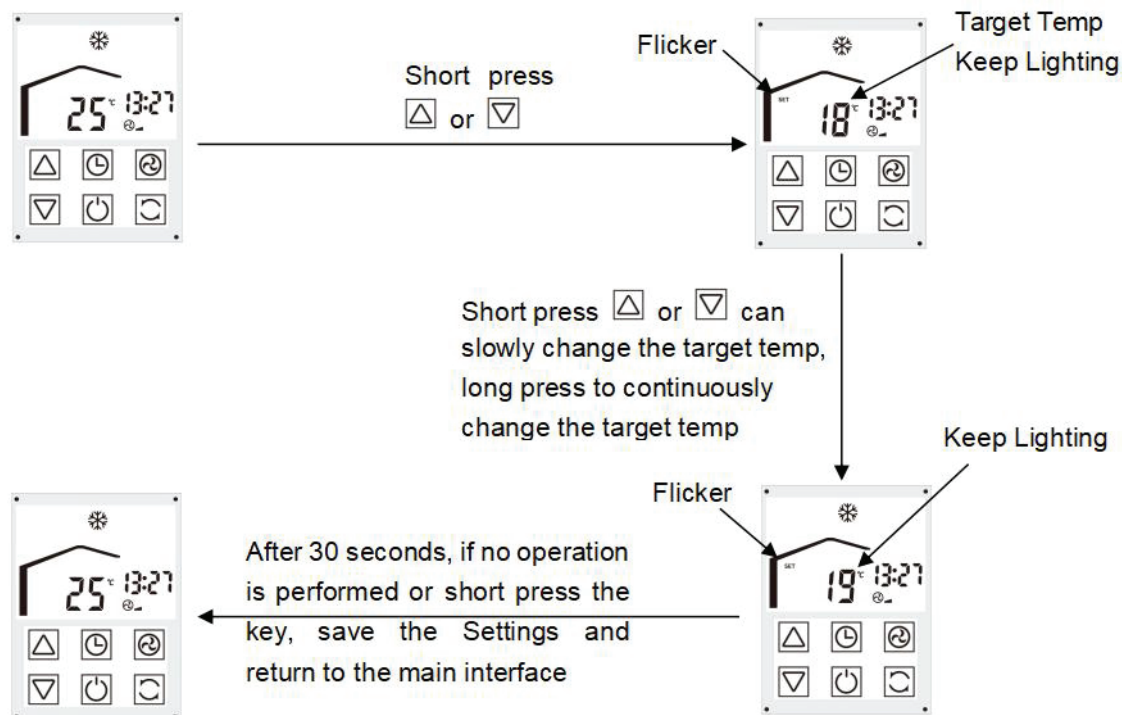 25 °C 13:27
Short press
or
Flicker
Target Temp
Keep Lighting
SET
18 °C 13:27
Short press or can
slowly change the target temp,
long press to continuously
change the target temp
Flicker
Keep Lighting
SET
19 °C 13:27
After 30 seconds, if no operation
is performed or short press the
key, save the Settings and
return to the main interface
25 °C 13:27